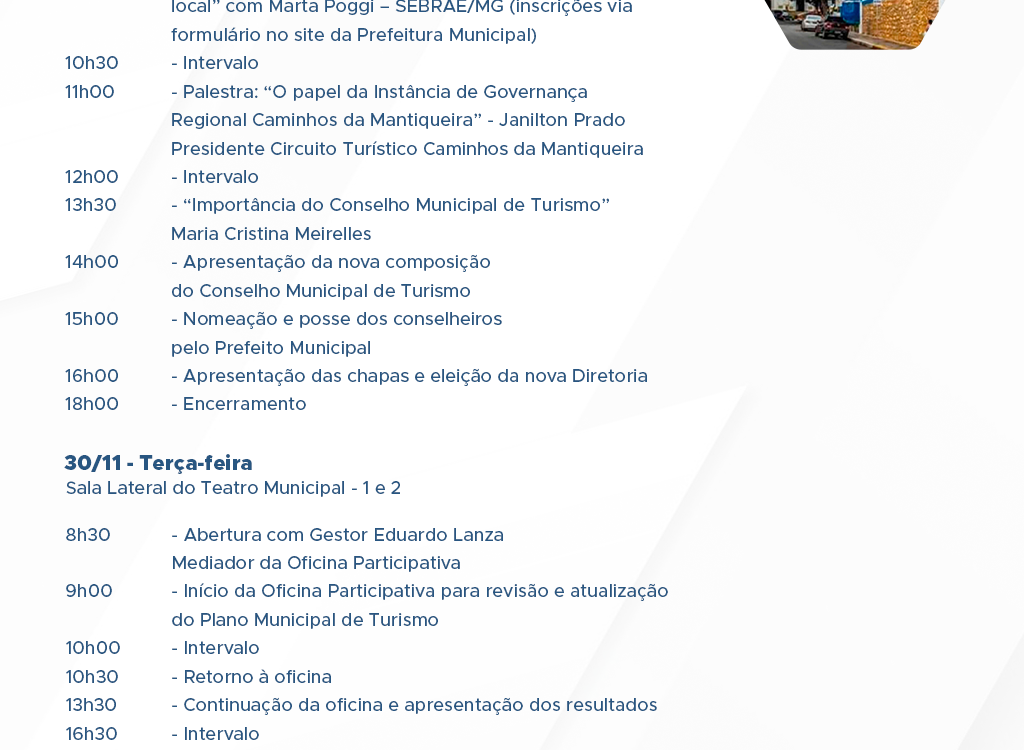 local” com Marta Poggi – SEBRAE/MG (inscrições via
formulário no site da Prefeitura Municipal)
10h30 - Intervalo
11h00 - Palestra: “O papel da Instância de Governança
Regional Caminhos da Mantiqueira” - Janilton Prado
Presidente Circuito Turístico Caminhos da Mantiqueira
12h00 - Intervalo
13h30 - “Importância do Conselho Municipal de Turismo”
Maria Cristina Meirelles
14h00 - Apresentação da nova composição
do Conselho Municipal de Turismo
15h00 - Nomeação e posse dos conselheiros
pelo Prefeito Municipal
16h00 - Apresentação das chapas e eleição da nova Diretoria
18h00 - Encerramento
30/11 - Terça-feira
Sala Lateral do Teatro Municipal - 1 e 2
8h30 - Abertura com Gestor Eduardo Lanza
Mediador da Oficina Participativa
9h00 - Início da Oficina Participativa para revisão e atualização
do Plano Municipal de Turismo
10h00 - Intervalo
10h30 - Retorno à oficina
13h30 - Continuação da oficina e apresentação dos resultados
16h30 - Intervalo